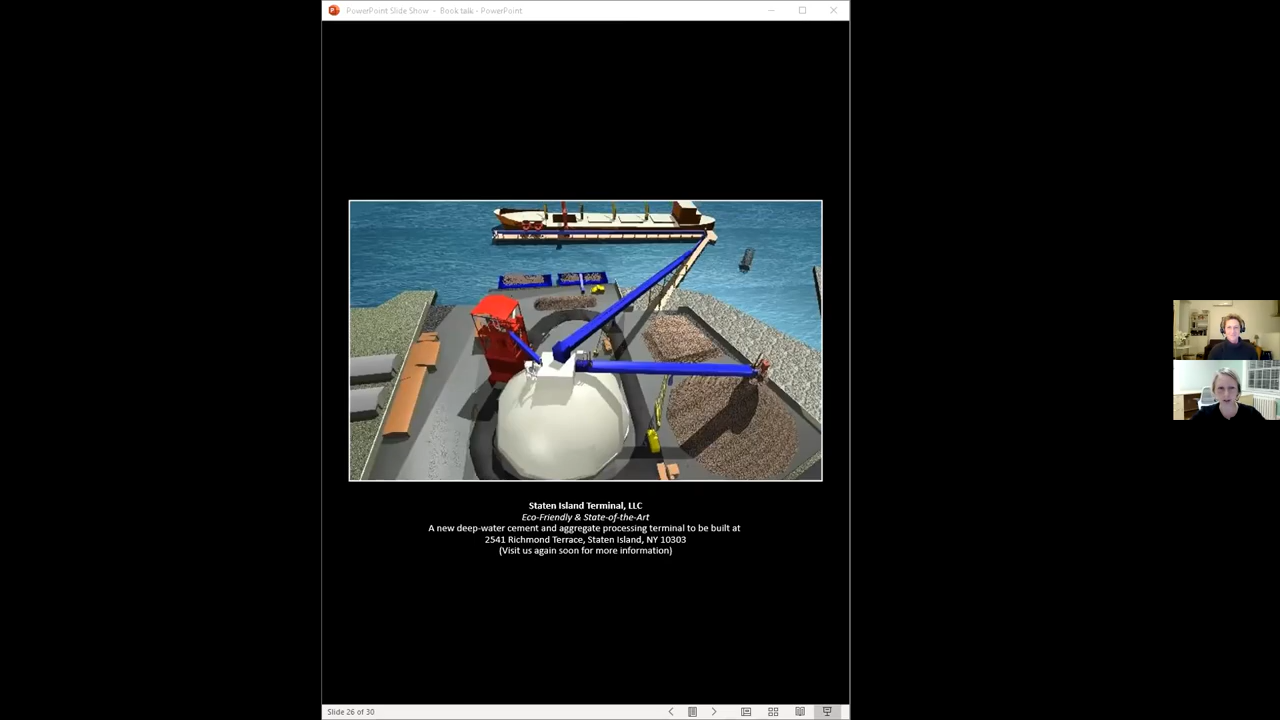 PowerPoint Slide Show - Book talk - PowerPoint
Staten Island Terminal, LLC
Eco-Friendly & State-of-the-Art
A new deep-water cement and aggregate processing terminal to be built at
2541 Richmond Terrace, Staten Island, NY 10303
(Visit us again soon for more information)
Slide 26 of 30